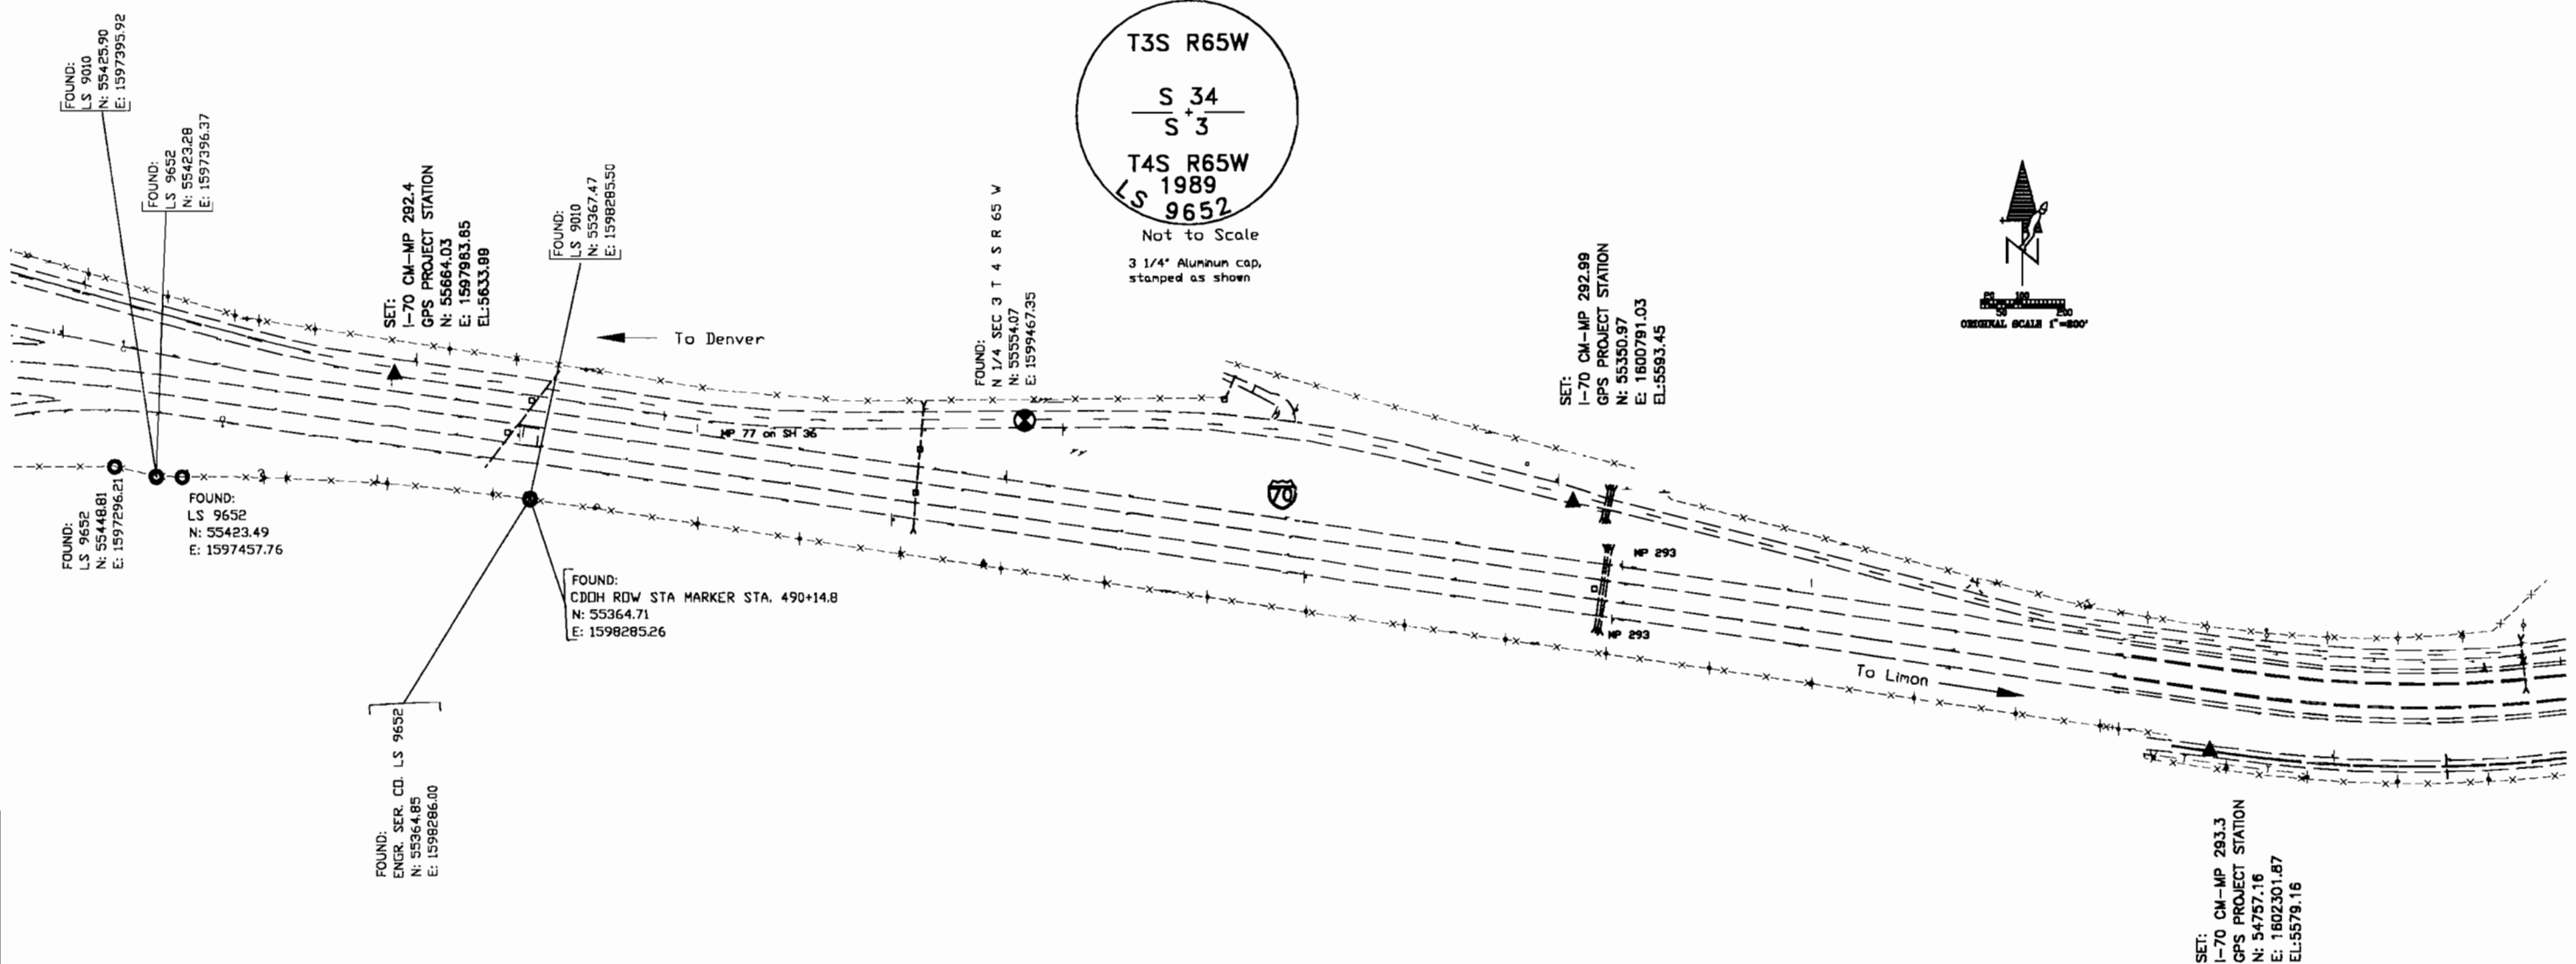 FOUND:
LS 9010
N: 55425.90
E: 1597395.92
FOUND:
LS 9652
N: 55423.28
E: 1597396.37
SET:
I-70 CM-MP 292.4
GPS PROJECT STATION
N: 55664.03
E: 1597963.85
EL:5633.99
FOUND:
LS 9010
N: 55367.47
E: 1598285.50
To Denver
FOUND:
N 1/4 SEC 3 T 4 S R 65 W
N: 55554.07
E: 1599467.35
T3S R65W
S 34
S 3
T4S R65W
1989
LS 9652
Not to Scale
3 1/4" Aluminum cap,
stamped as shown
SET:
I-70 CM-MP 292.99
GPS PROJECT STATION
N: 55350.97
E: 1600791.03
EL:5593.45
N
50 100
50 200
ORIGINAL SCALE 1"=200'
MP 77 on SH 36
70
FOUND:
LS 9652
N: 55448.81
E: 1597296.21
FOUND:
LS 9652
N: 55423.49
E: 1597457.76
FOUND:
CDOH ROW STA MARKER STA. 490+14.8
N: 55364.71
E: 1598285.26
MP 293
MP 293
To Limon
FOUND:
ENGR. SER. CO. LS 9652
N: 55364.85
E: 1598286.00
SET:
I-70 CM-MP 293.3
GPS PROJECT STATION
N: 54757.16
E: 1602301.87
EL:5579.16